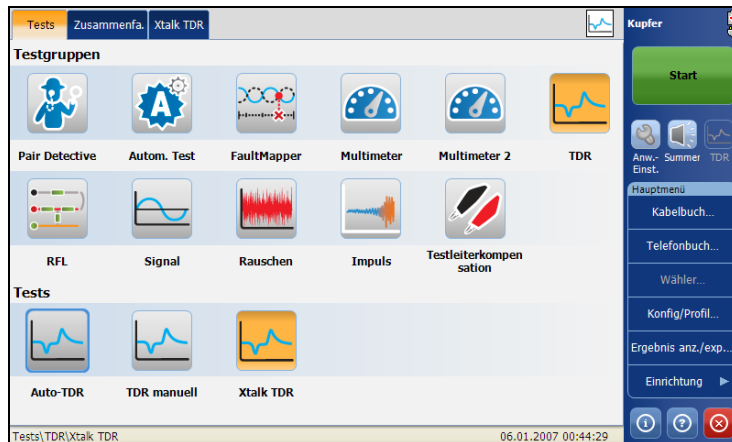 Tests Zusammenfa. Xtalk TDR
Testgruppen
Pair Detective Autom. Test FaultMapper Multimeter Multimeter 2 TDR
RFL Signal Rauschen Impuls Testleiterkompen
sation
Tests
Auto-TDR TDR manuell Xtalk TDR
Tests\TDR\Xtalk TDR 06.01.2007 00:44:29
Kupfer
Start
Anw.- Summer TDR
Einst.
Hauptmenü
Kabelbuch...
Telefonbuch...
Wähler...
Konfig/Profil...
Ergebnis anz./exp...
Einrichtung